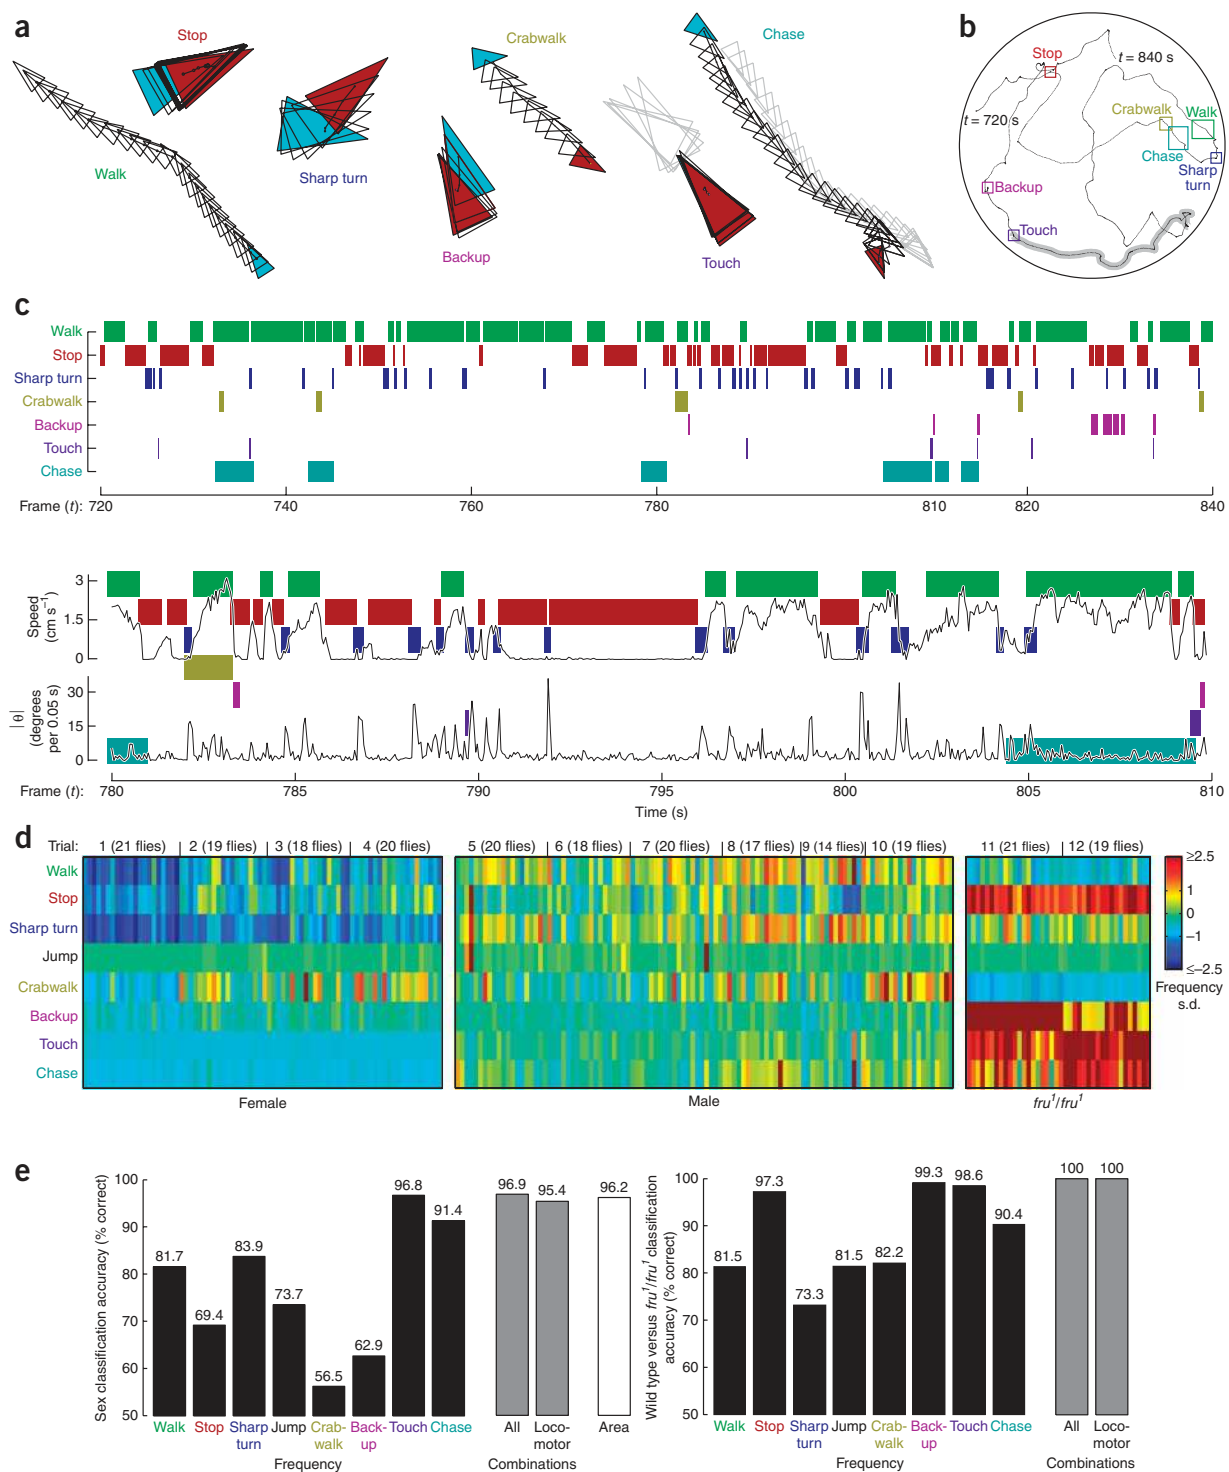 a
Stop
Walk
Sharp turn
Crabwalk
Backup
Touch
Chase
b
Stop
t = 840 s
t = 720 s
Crabwalk
Walk
Chase
Sharp
turn
Backup
Touch
c
Walk
Stop
Sharp turn
Crabwalk
Backup
Touch
Chase
Frame (t):
720 740 760 780 810 820 840
Speed
(cm s⁻¹)
3
1.5
0
|θ|
(degrees
per 0.05 s)
30
15
0
Frame (t):
780 785 790 795 800 805 810
Time (s)
d
Trial: 1 (21 flies) 2 (19 flies) 3 (18 flies) 4 (20 flies) 5 (20 flies) 6 (18 flies) 7 (20 flies) 8 (17 flies) 9 (14 flies) 10 (19 flies) 11 (21 flies) 12 (19 flies)
Walk
Stop
Sharp turn
Jump
Crabwalk
Backup
Touch
Chase
≥2.5
1
0
−1
≤−2.5
Frequency
s.d.
Female
Male
fru¹/fru¹
e
Sex classification accuracy (% correct)
100
90
80
70
60
50
81.7
69.4
83.9
73.7
56.5
62.9
96.8
91.4
96.9
95.4
96.2
Walk
Stop
Sharp
turn
Jump
Crab-
walk
Back-
up
Touch
Chase
All
Loco-
motor
Area
Frequency
Combinations
Wild type versus fru¹/fru¹ classification
accuracy (% correct)
100
90
80
70
60
50
81.5
97.3
73.3
81.5
82.2
99.3
98.6
90.4
100
100
Walk
Stop
Sharp
turn
Jump
Crab-
walk
Back-
up
Touch
Chase
All
Loco-
motor
Frequency
Combinations